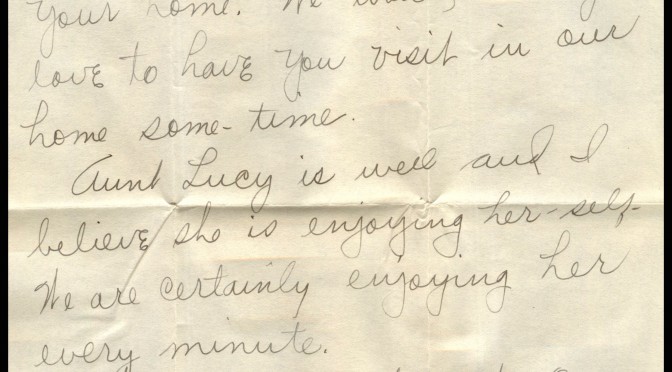 your home. We would
love to have you visit in our
home some-time.
Aunt Lucy is well and I
believe she is enjoying her-self.
We are certainly enjoying her
every minute.